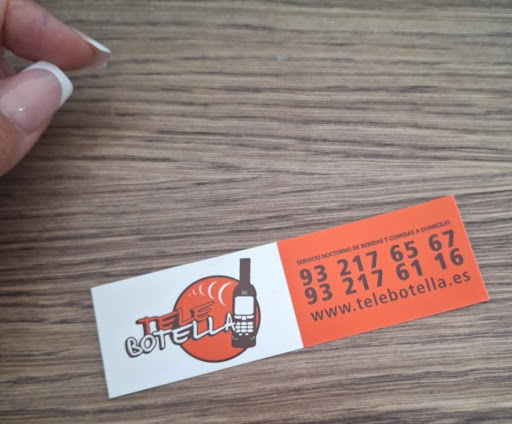 TELE
BOTELLA
SERVICIO NOCTURNO DE BEBIDAS Y COMIDAS A DOMICILIO
93 217 65 67
93 217 61 16
www.telebotella.es